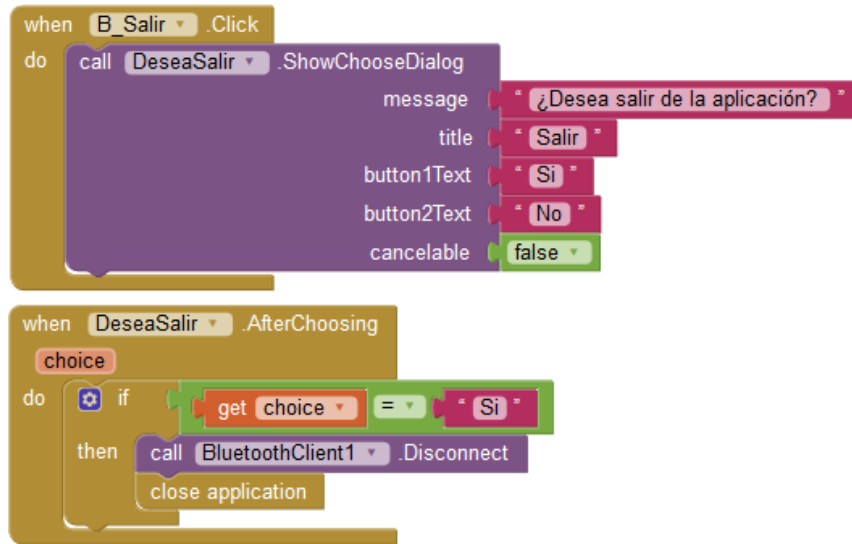 when B_Salir .Click
do call DeseaSalir .ShowChooseDialog
message " ¿Desea salir de la aplicación? "
title " Salir "
button1Text " Si "
button2Text " No "
cancelable false
when DeseaSalir .AfterChoosing
choice
do if get choice = " Si "
then call BluetoothClient1 .Disconnect
close application